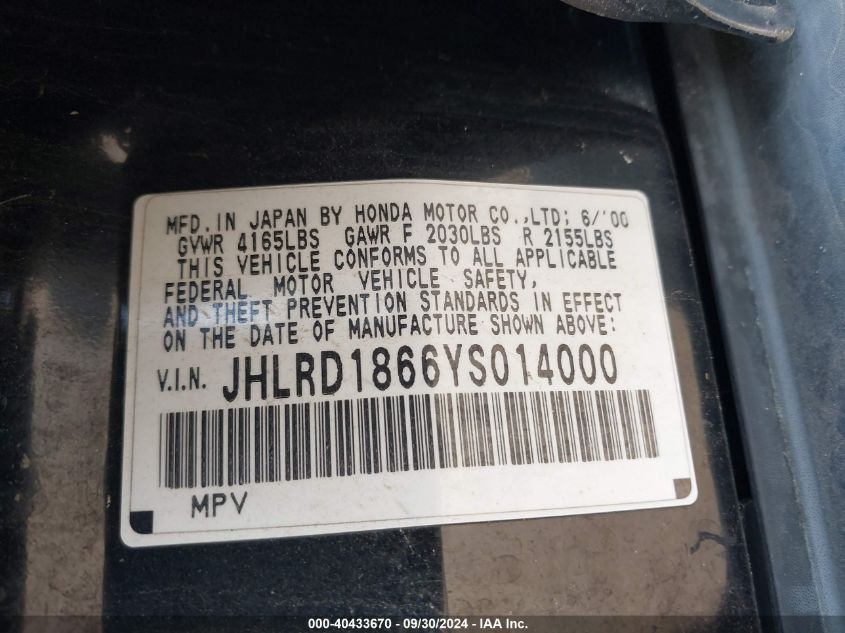 MFD. IN JAPAN BY HONDA MOTOR CO.,LTD; 6/'00
GVWR 4165LBS GAWR F 2030LBS R 2155LBS
THIS VEHICLE CONFORMS TO ALL APPLICABLE
FEDERAL MOTOR VEHICLE SAFETY,
AND THEFT PREVENTION STANDARDS IN EFFECT
ON THE DATE OF MANUFACTURE SHOWN ABOVE:
V.I.N. JHLRD1866YS014000
MPV
000-40433670 - 09/30/2024 - IAA Inc.